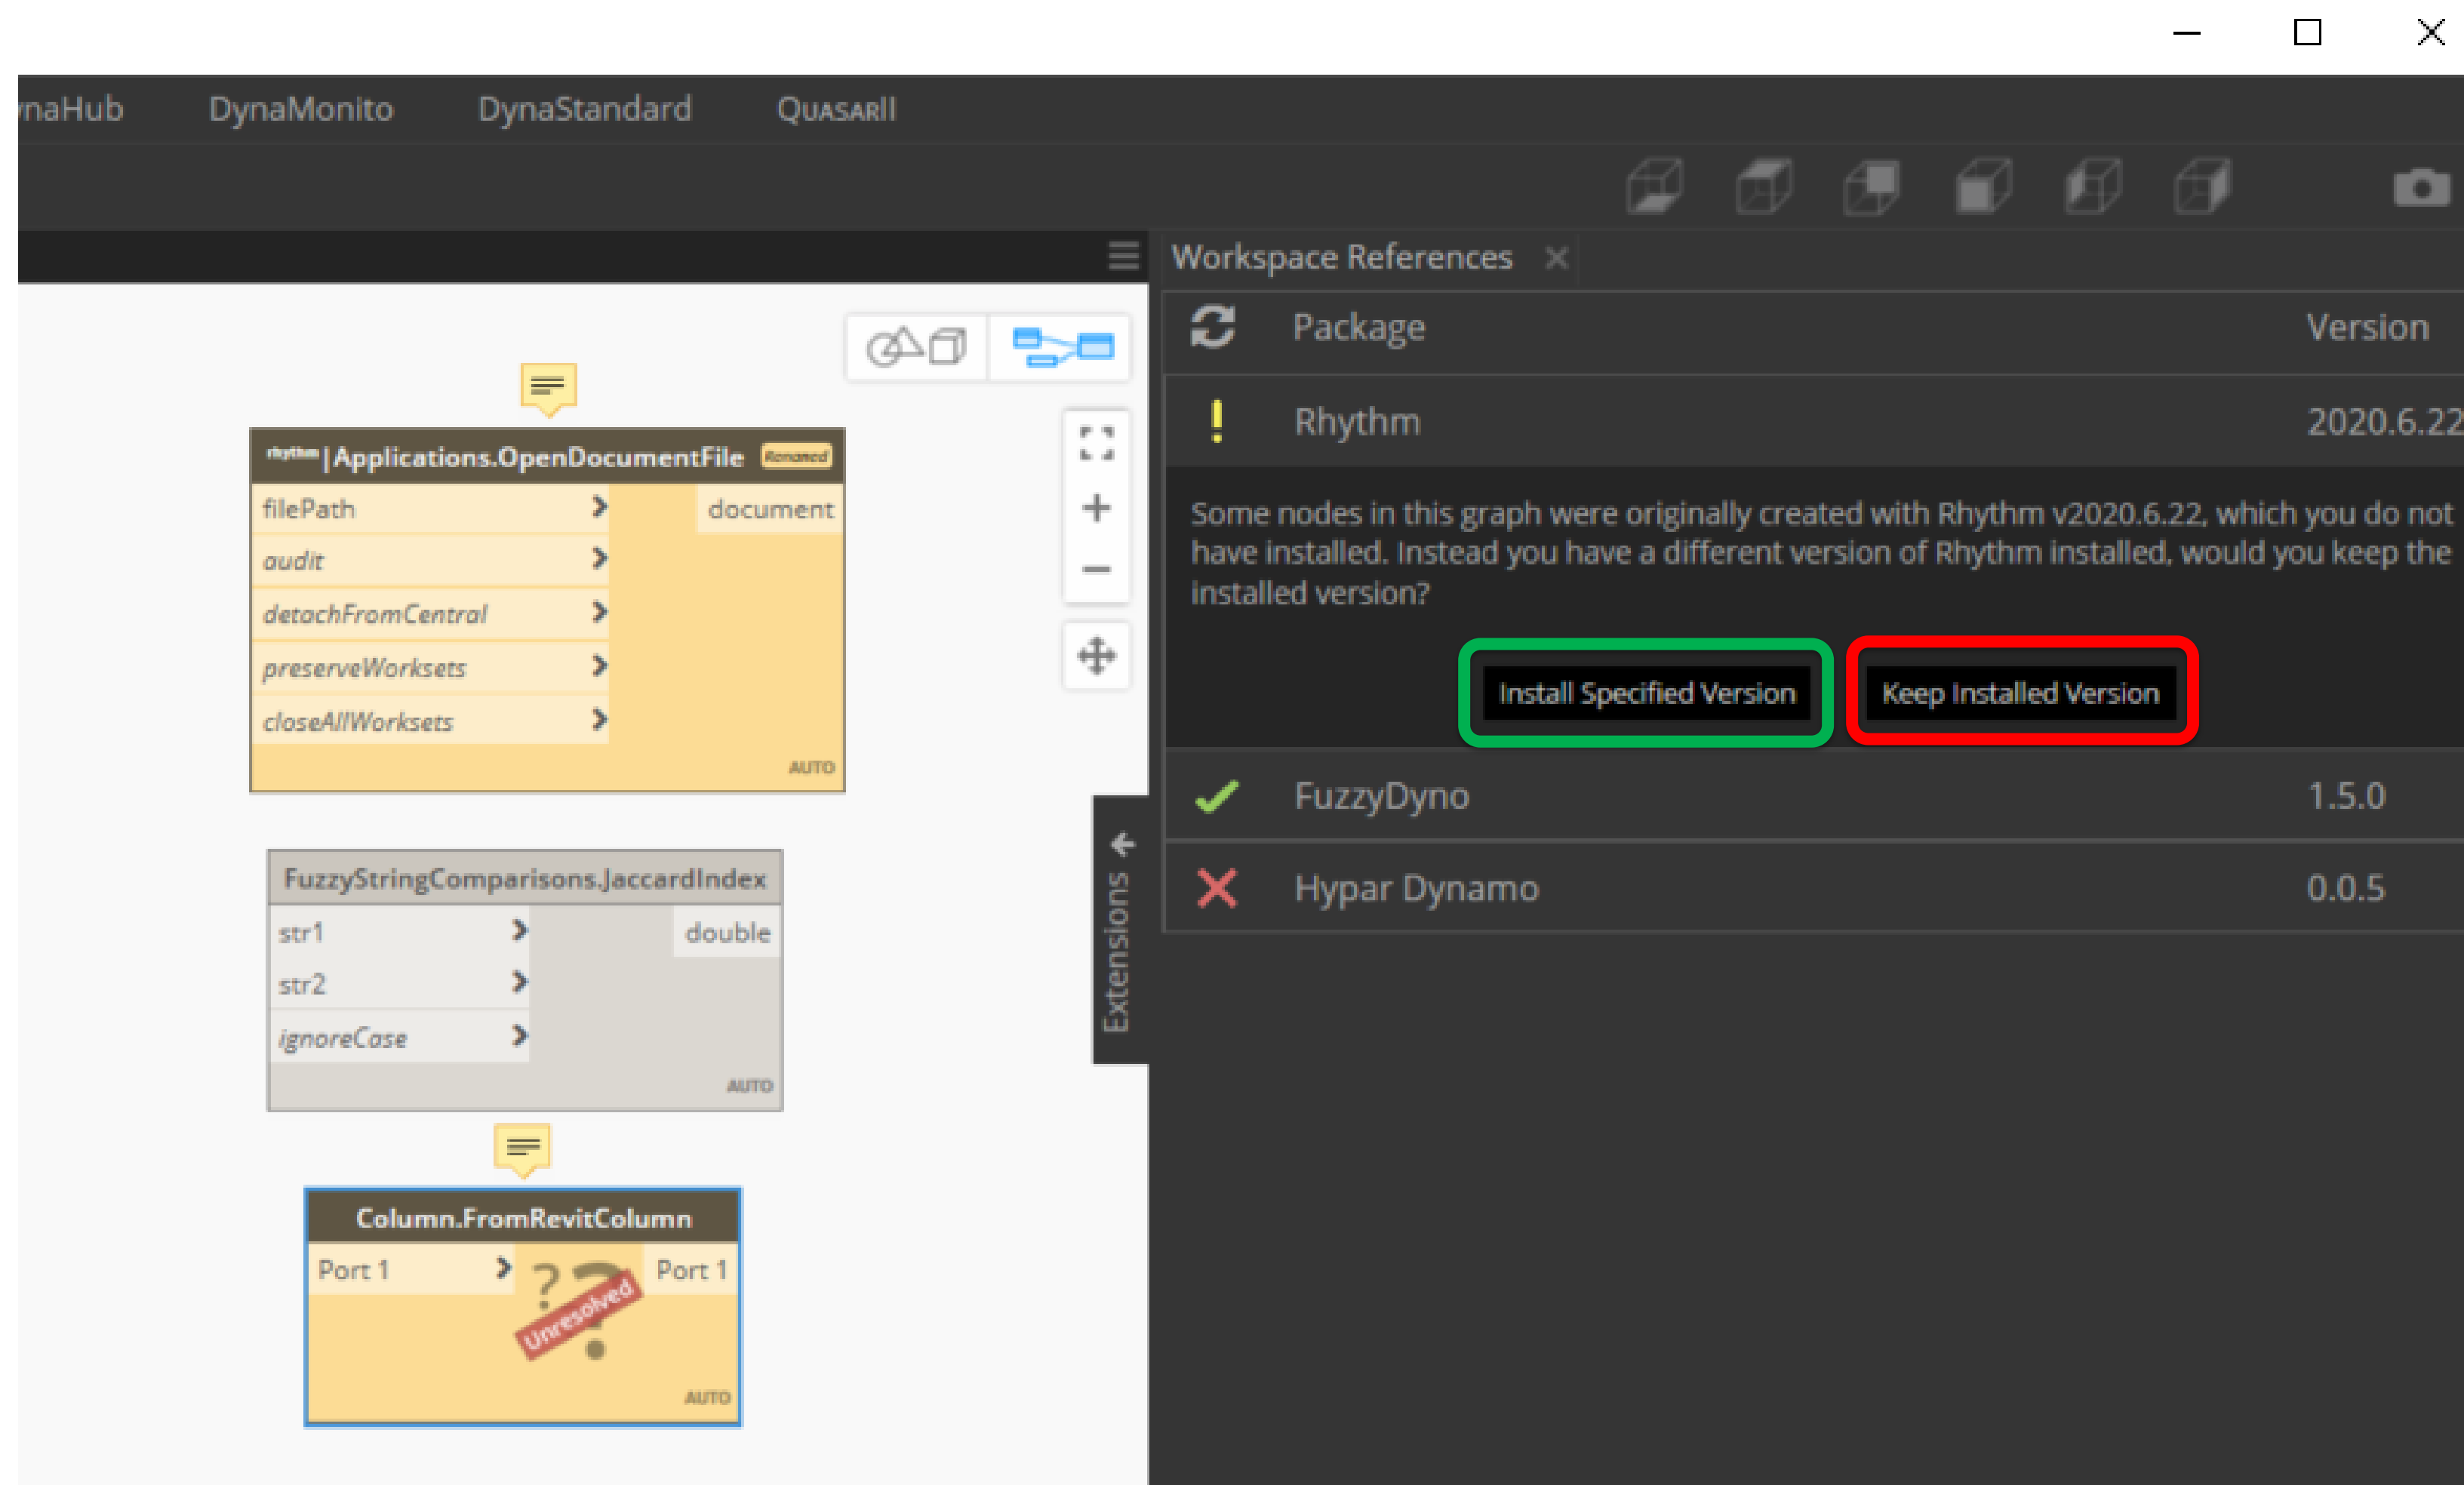 ynaHub DynaMonito DynaStandard QUASARII
Workspace References
Package Version
Rhythm 2020.6.22
Some nodes in this graph were originally created with Rhythm v2020.6.22, which you do not
have installed. Instead you have a different version of Rhythm installed, would you keep the
installed version?
Install Specified Version Keep Installed Version
FuzzyDyno 1.5.0
Hypar Dynamo 0.0.5
Extensions
rhythm|Applications.OpenDocumentFile Renamed
filePath document
audit
detachFromCentral
preserveWorksets
closeAllWorksets
AUTO
FuzzyStringComparisons.JaccardIndex
str1 double
str2
ignoreCase
AUTO
Column.FromRevitColumn
Port 1 ?? Port 1
Unresolved
AUTO